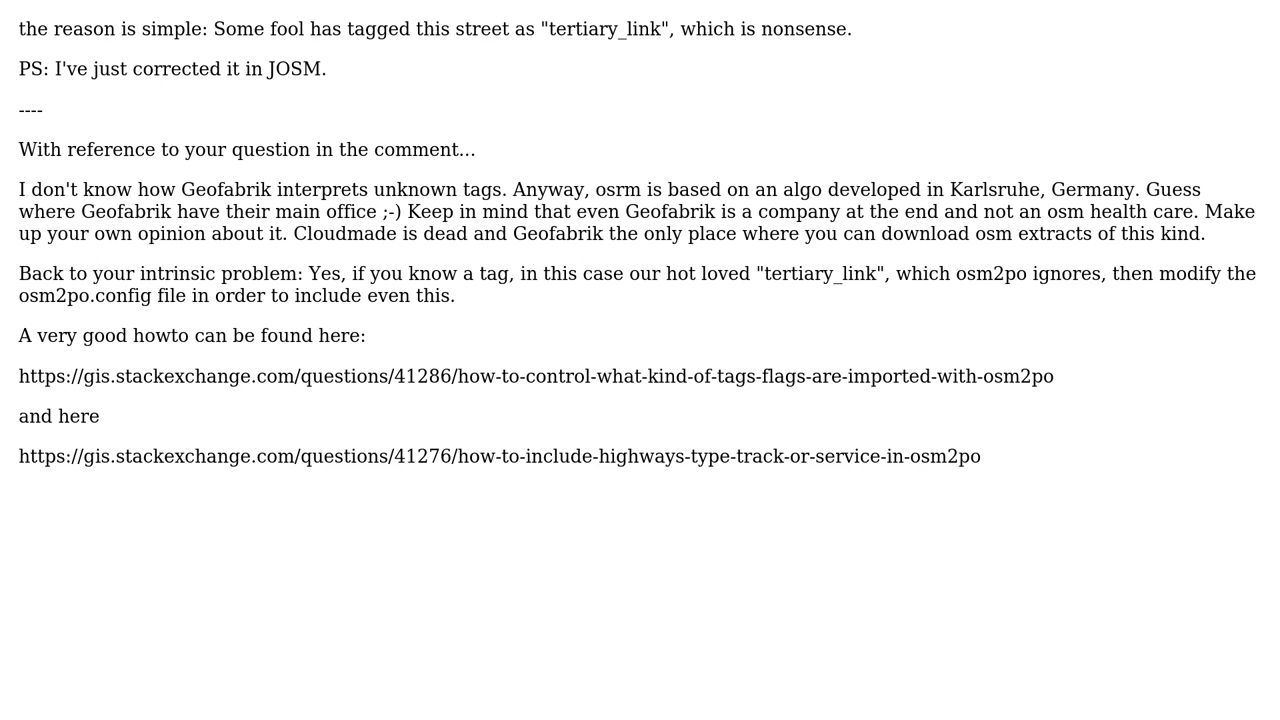 the reason is simple: Some fool has tagged this street as "tertiary_link", which is nonsense.
PS: I've just corrected it in JOSM.
----
With reference to your question in the comment...
I don't know how Geofabrik interprets unknown tags. Anyway, osrm is based on an algo developed in Karlsruhe, Germany. Guess
where Geofabrik have their main office ;-) Keep in mind that even Geofabrik is a company at the end and not an osm health care. Make
up your own opinion about it. Cloudmade is dead and Geofabrik the only place where you can download osm extracts of this kind.
Back to your intrinsic problem: Yes, if you know a tag, in this case our hot loved "tertiary_link", which osm2po ignores, then modify the
osm2po.config file in order to include even this.
A very good howto can be found here:
https://gis.stackexchange.com/questions/41286/how-to-control-what-kind-of-tags-flags-are-imported-with-osm2po
and here
https://gis.stackexchange.com/questions/41276/how-to-include-highways-type-track-or-service-in-osm2po